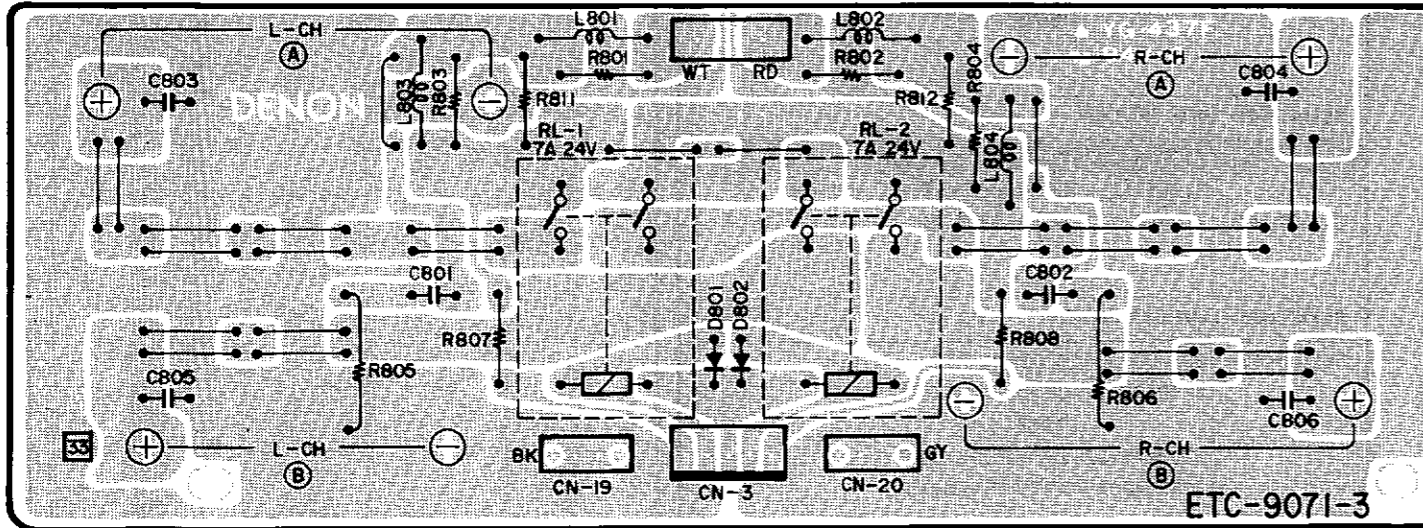 L801
L802
L-CH
A
R-CH
A
C803
L803
R803
R801
WT
RD
R802
R804
C804
DENON
R811
R812
RL-1
7A 24V
RL-2
7A 24V
L804
C801
D801
D802
C802
R807
R808
R805
R806
C805
C806
33
L-CH
B
BK
CN-19
CN-3
CN-20
GY
R-CH
B
ETC-9071-3